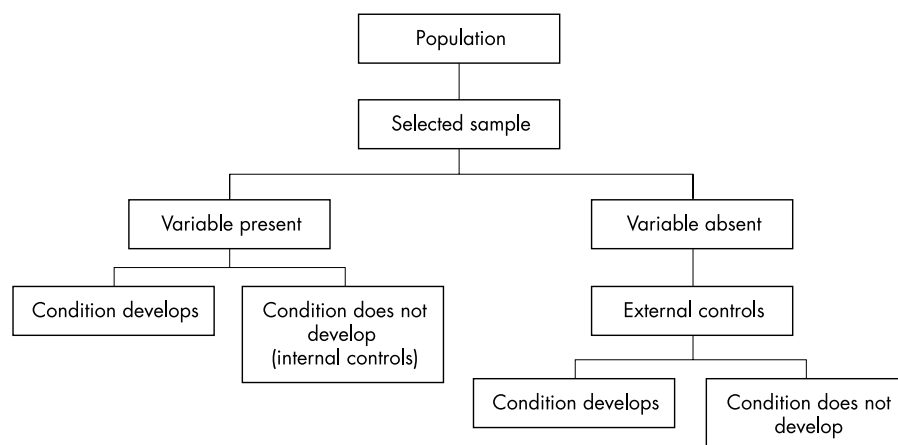 Population
Selected sample
Variable present
Variable absent
Condition develops
Condition does not
develop
(internal controls)
External controls
Condition develops
Condition does not
develop